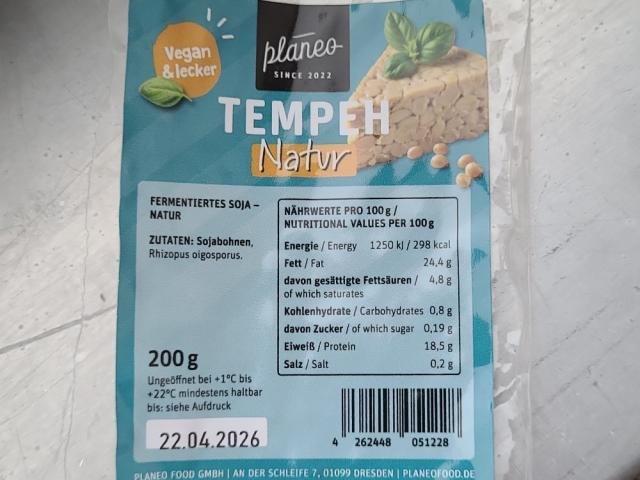 Vegan
& lecker
planeo
SINCE 2022
TEMPEH
Natur
FERMENTIERTES SOJA –
NATUR
ZUTATEN: Sojabohnen,
Rhizopus oigosporus.
200 g
Ungeöffnet bei +1°C bis
+22°C mindestens haltbar
bis: siehe Aufdruck
22.04.2026
NÄHRWERTE PRO 100 g /
NUTRITIONAL VALUES PER 100 g
Energie / Energy 1250 kJ / 298 kcal
Fett / Fat 24,4 g
davon gesättigte Fettsäuren / 4,8 g
of which saturates
Kohlenhydrate / Carbohydrates 0,8 g
davon Zucker / of which sugar 0,19 g
Eiweiß / Protein 18,5 g
Salz / Salt 0,2 g
4 262448 051228
PLANEO FOOD GMBH | AN DER SCHLEIFE 7, 01099 DRESDEN | PLANEOFOOD.DE